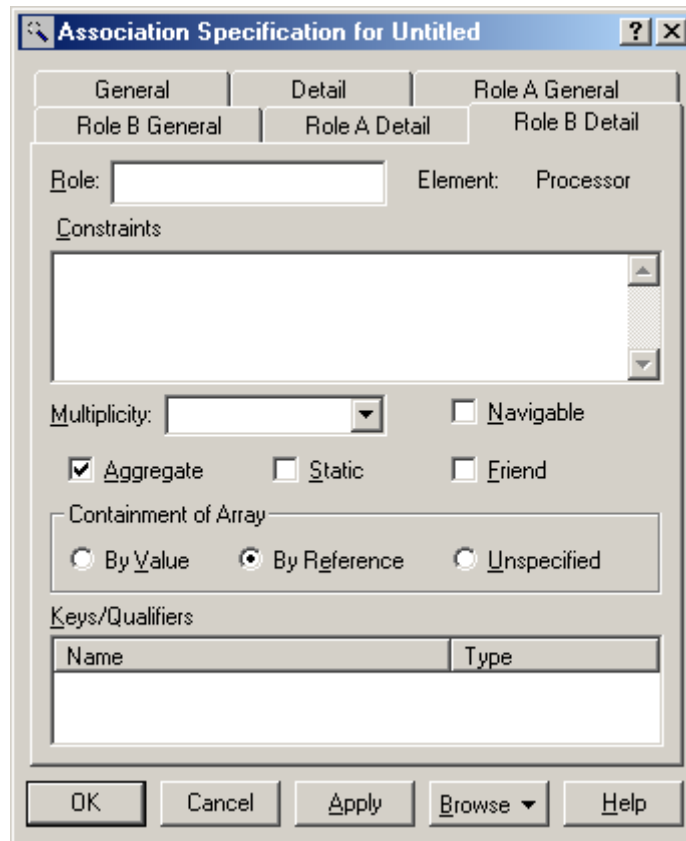 Association Specification for Untitled
General Detail Role A General
Role B General Role A Detail Role B Detail
Role: Element: Processor
Constraints
Multiplicity: Navigable
Aggregate Static Friend
Containment of Array
By Value By Reference Unspecified
Keys/Qualifiers
Name Type
OK Cancel Apply Browse Help